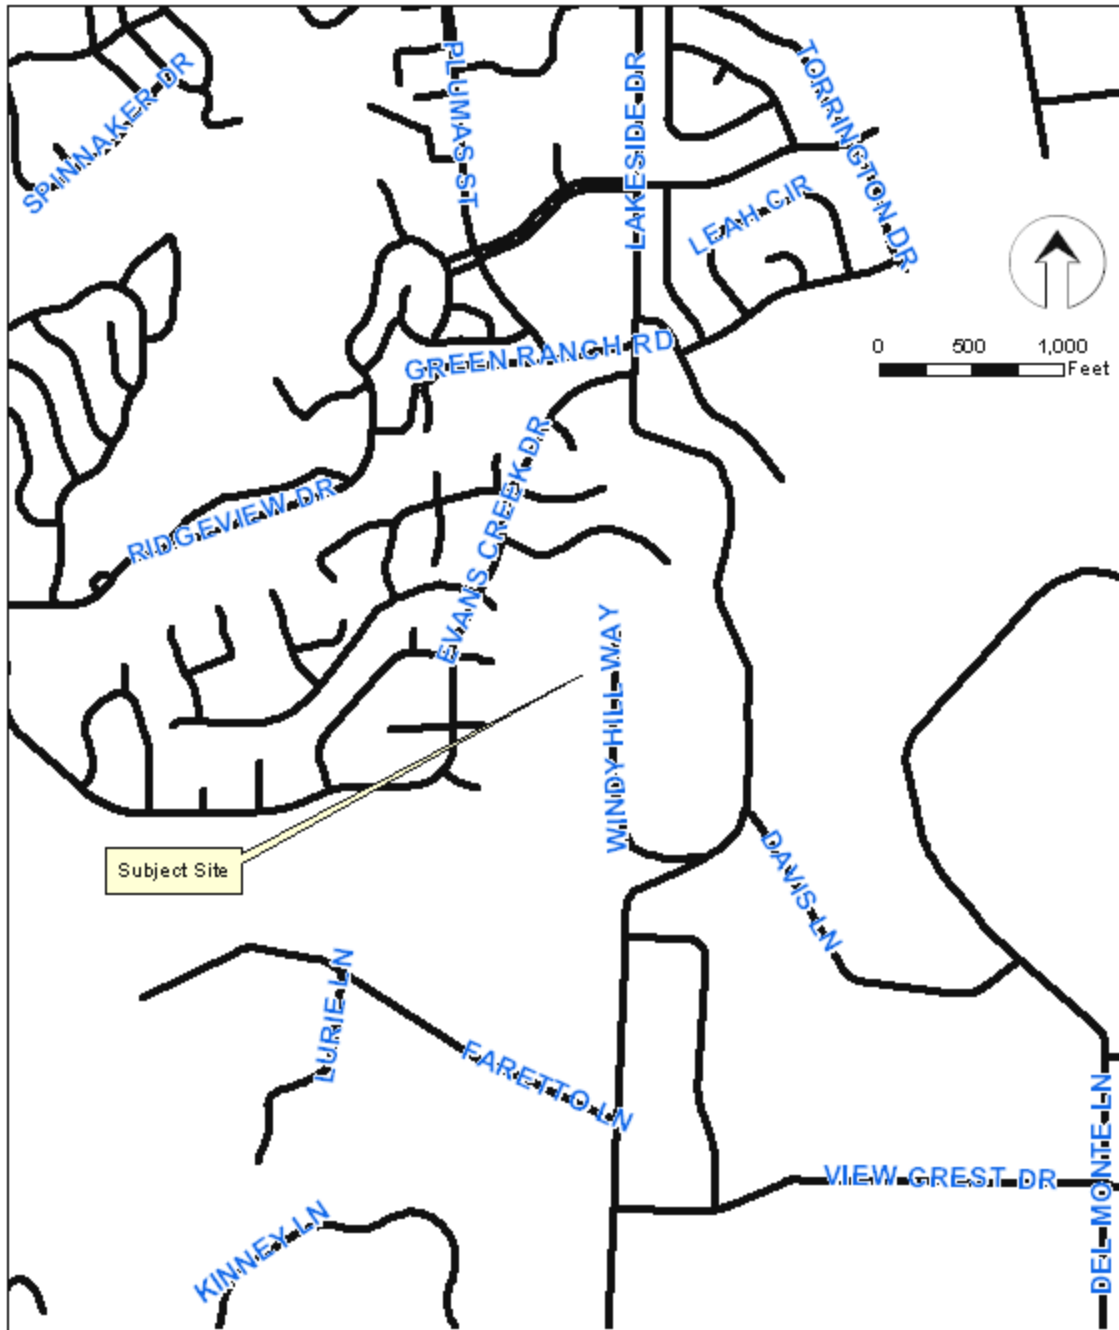 SPINNAKER DR
PLUMAS ST
LAKESIDE DR
TORRINGTON DR
LEAH CIR
GREEN RANCH RD
0 500 1,000
Feet
EVANS CREEK DR
RIDGEVIEW DR
WINDY HILL WAY
Subject Site
DAVIS LN
LURIE LN
FARETTO LN
VIEW CREST DR
DEL MONTE LN
KINNEY LN